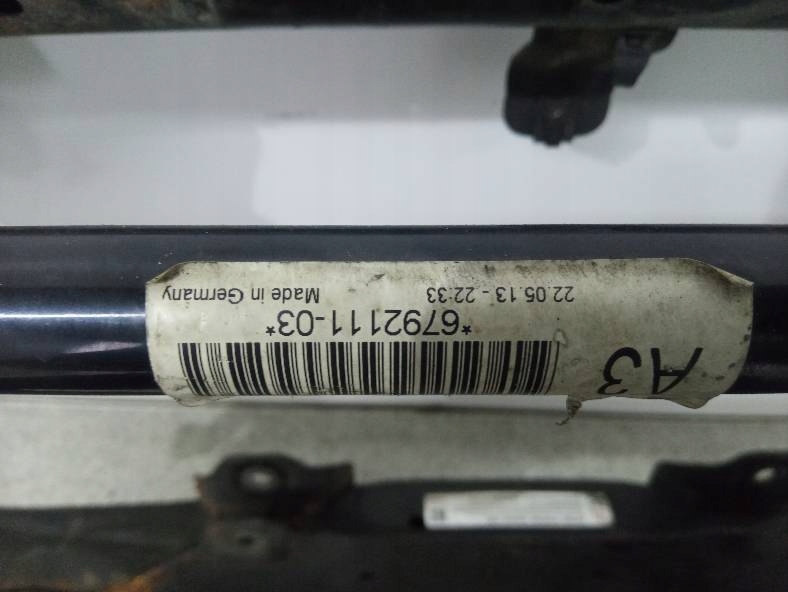 A3
*6792111-03*
22.05.13 - 22:33 Made in Germany